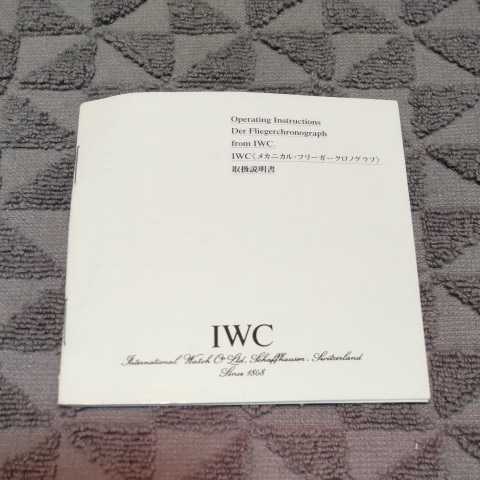 Operating Instructions
Der Fliegerchronograph
from IWC
IWC〈メカニカル・フリーガークロノグラフ〉
取扱説明書
IWC
International Watch Co Ltd, Schaffhausen, Switzerland
Since 1868